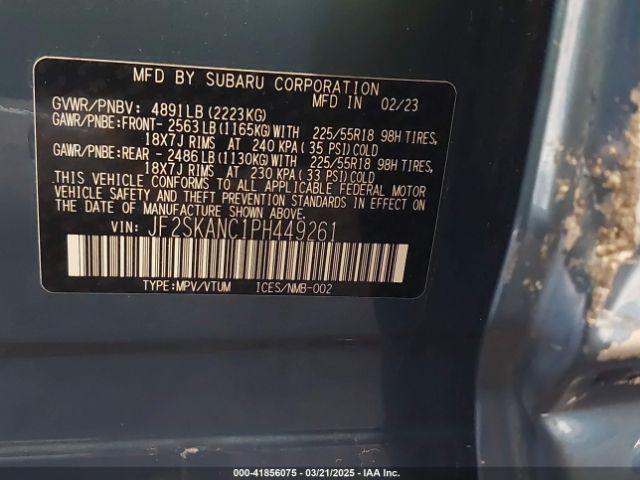 MFD BY SUBARU CORPORATION
GVWR/PNBV: 4891LB(2223KG) MFD IN 02/23
GAWR/PNBE:FRONT- 2563LB(1165KG)WITH 225/55R18 98H TIRES,
18X7J RIMS AT 240 KPA(35 PSI)COLD
GAWR/PNBE:REAR - 2486LB(1130KG)WITH 225/55R18 98H TIRES,
18X7J RIMS AT 230 KPA(33 PSI)COLD
THIS VEHICLE CONFORMS TO ALL APPLICABLE FEDERAL MOTOR
VEHICLE SAFETY AND THEFT PREVENTION STANDARDS IN EFFECT ON
THE DATE OF MANUFACTURE SHOWN ABOVE.
VIN: JF2SKANC1PH449261
TYPE:MPV/VTUM ICES/NMB-002
000-41856075 - 03/21/2025 - IAA Inc.